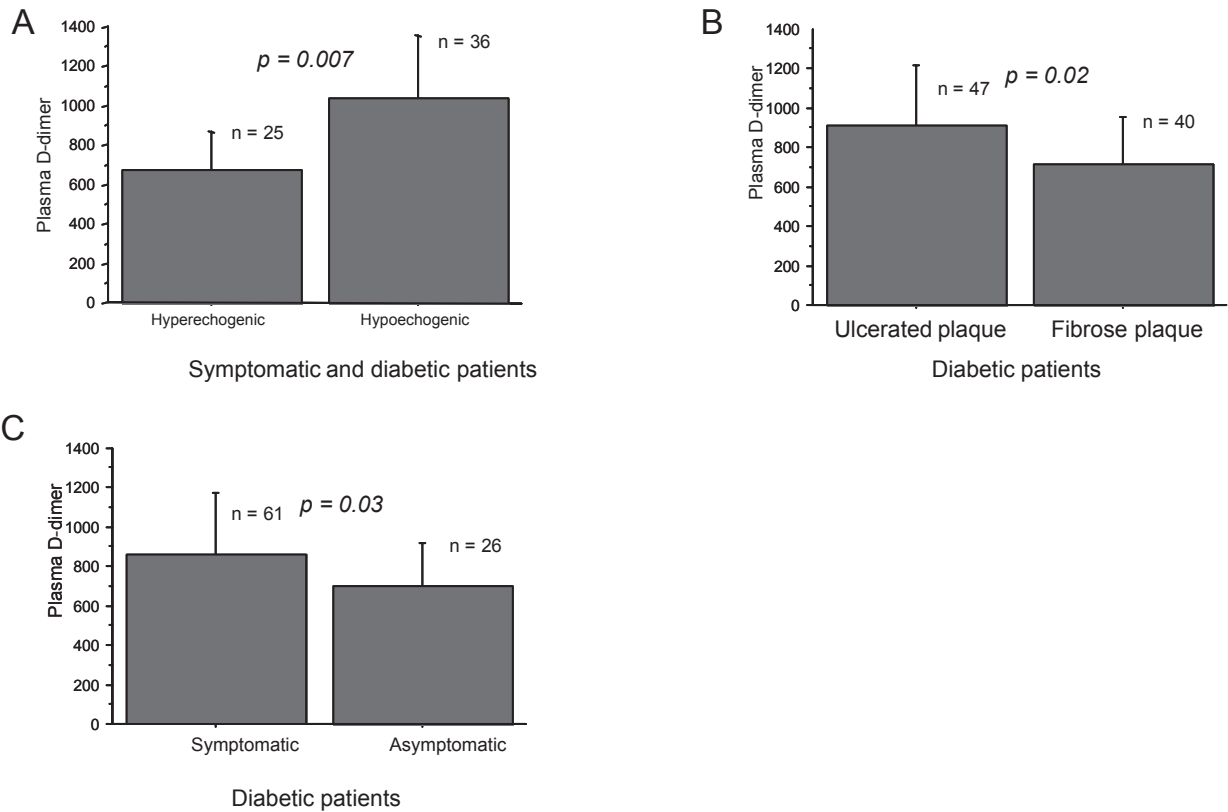 A
Plasma D-dimer
1400
1200
1000
800
600
400
200
0
p = 0.007
n = 25
n = 36
Hyperechogenic
Hypoechogenic
Symptomatic and diabetic patients
B
Plasma D-dimer
1400
1200
1000
800
600
400
200
0
n = 47
p = 0.02
n = 40
Ulcerated plaque
Fibrose plaque
Diabetic patients
C
Plasma D-dimer
1400
1200
1000
800
600
400
200
0
n = 61
p = 0.03
n = 26
Symptomatic
Asymptomatic
Diabetic patients